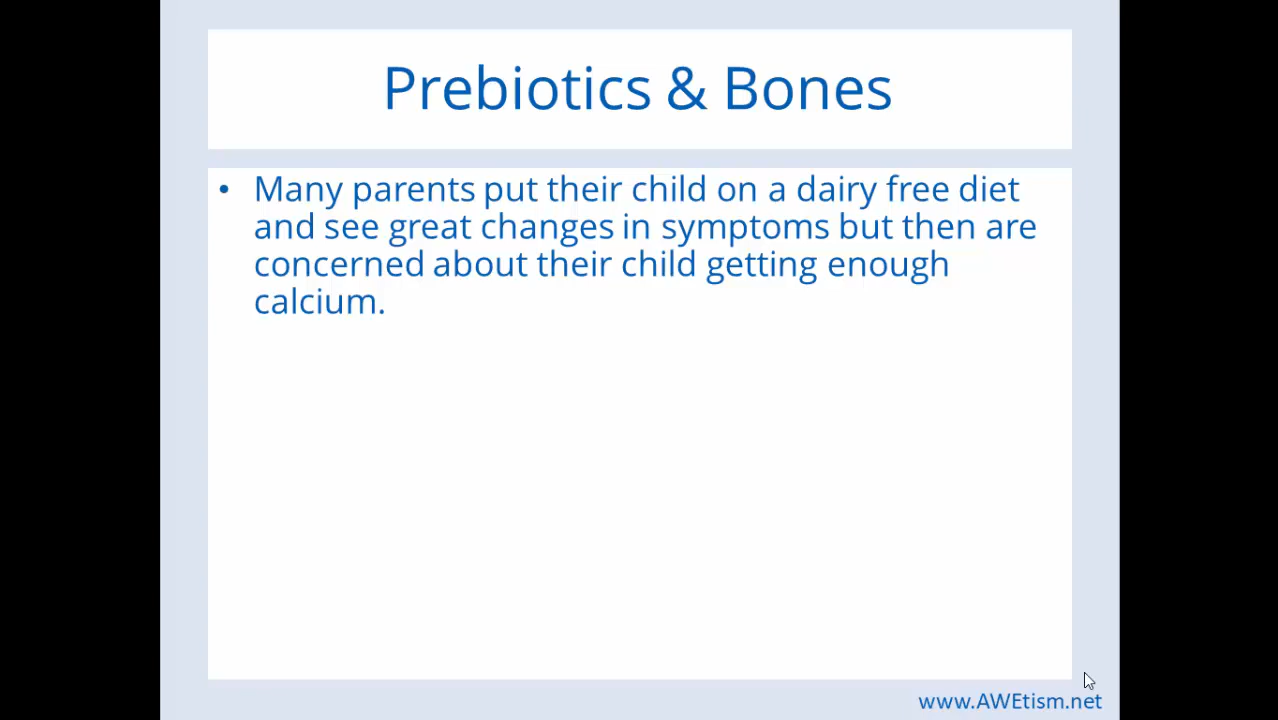 Prebiotics & Bones
• Many parents put their child on a dairy free diet
and see great changes in symptoms but then are
concerned about their child getting enough
calcium.
www.AWEtism.net